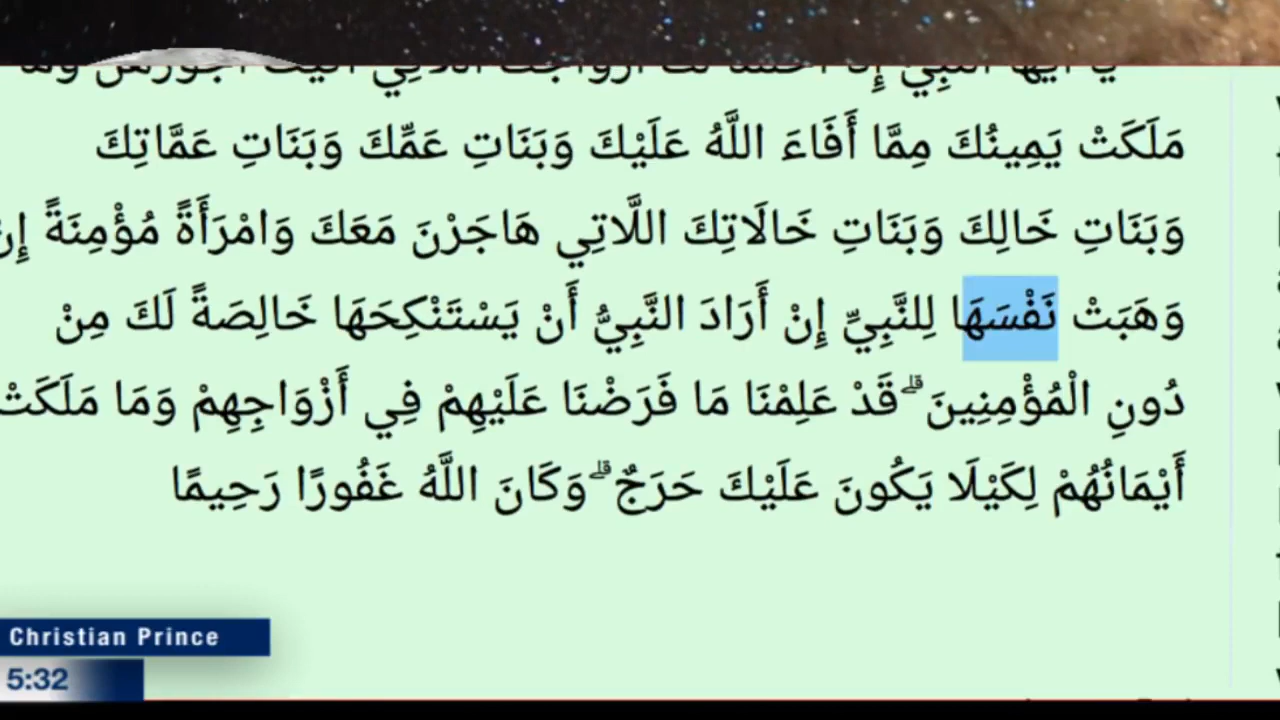 مَلَكَتْ يَمِينُكَ مِمَّا أَفَاءَ اللَّهُ عَلَيْكَ وَبَنَاتِ عَمِّكَ وَبَنَاتِ عَمَّاتِكَ
وَبَنَاتِ خَالِكَ وَبَنَاتِ خَالَاتِكَ اللَّاتِي هَاجَرْنَ مَعَكَ وَامْرَأَةً مُؤْمِنَةً إِنْ
وَهَبَتْ نَفْسَهَا لِلنَّبِيِّ إِنْ أَرَادَ النَّبِيُّ أَنْ يَسْتَنْكِحَهَا خَالِصَةً لَكَ مِنْ
دُونِ الْمُؤْمِنِينَ ۗ قَدْ عَلِمْنَا مَا فَرَضْنَا عَلَيْهِمْ فِي أَزْوَاجِهِمْ وَمَا مَلَكَتْ
أَيْمَانُهُمْ لِكَيْلَا يَكُونَ عَلَيْكَ حَرَجٌ ۗ وَكَانَ اللَّهُ غَفُورًا رَحِيمًا
Christian Prince
5:32